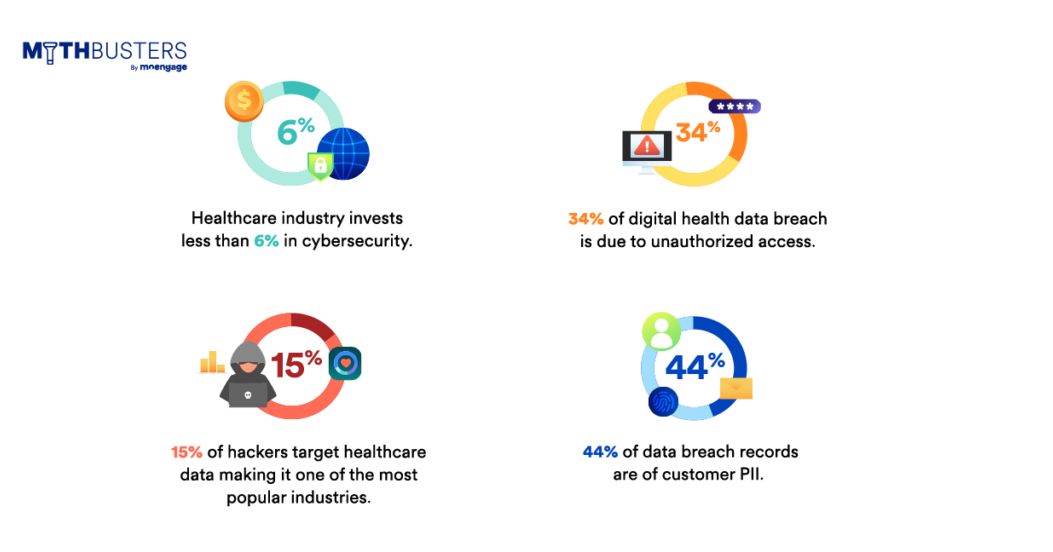 MYTHBUSTERS
By moengage
6%
Healthcare industry invests
less than 6% in cybersecurity.
****
34%
34% of digital health data breach
is due to unauthorized access.
15%
15% of hackers target healthcare
data making it one of the most
popular industries.
44%
44% of data breach records
are of customer PII.